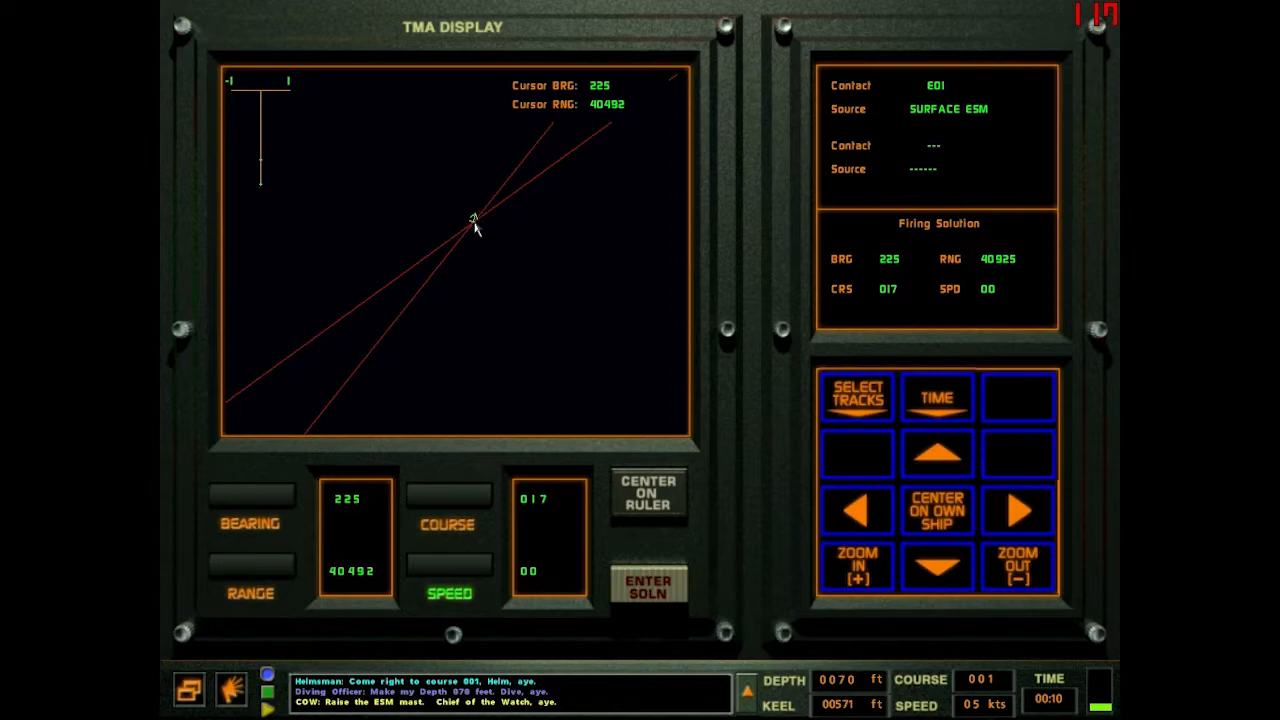 117
TMA DISPLAY
-1 1
Cursor BRG: 225
Cursor RNG: 40492
Contact E01
Source SURFACE ESM
Contact ---
Source ------
Firing Solution
BRG 225 RNG 40925
CRS 017 SPD 00
SELECT TRACKS
TIME
CENTER ON OWN SHIP
ZOOM IN [+]
ZOOM OUT [-]
BEARING
225
COURSE
017
CENTER ON RULER
RANGE
40492
SPEED
00
ENTER SOLN
Helmsman: Come right to course 001, Helm, aye.
Diving Officer: Make my Depth 070 feet. Dive, aye.
COW: Raise the ESM mast. Chief of the Watch, aye.
DEPTH 0070 ft COURSE 001
KEEL 00571 ft SPEED 05 kts
TIME
00:10